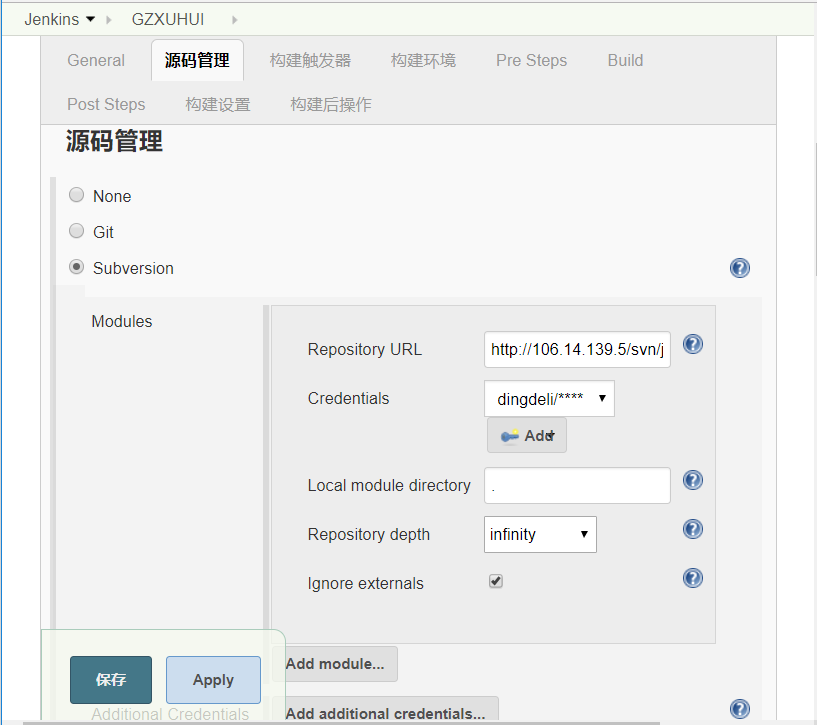 Jenkins GZXUHUI
General 源码管理 构建触发器 构建环境 Pre Steps Build
Post Steps 构建设置 构建后操作
源码管理
None
Git
Subversion
Modules
Repository URL http://106.14.139.5/svn/j
Credentials dingdeli/****
Add
Local module directory .
Repository depth infinity
Ignore externals
Add module...
保存 Apply
Additional Credentials Add additional credentials...